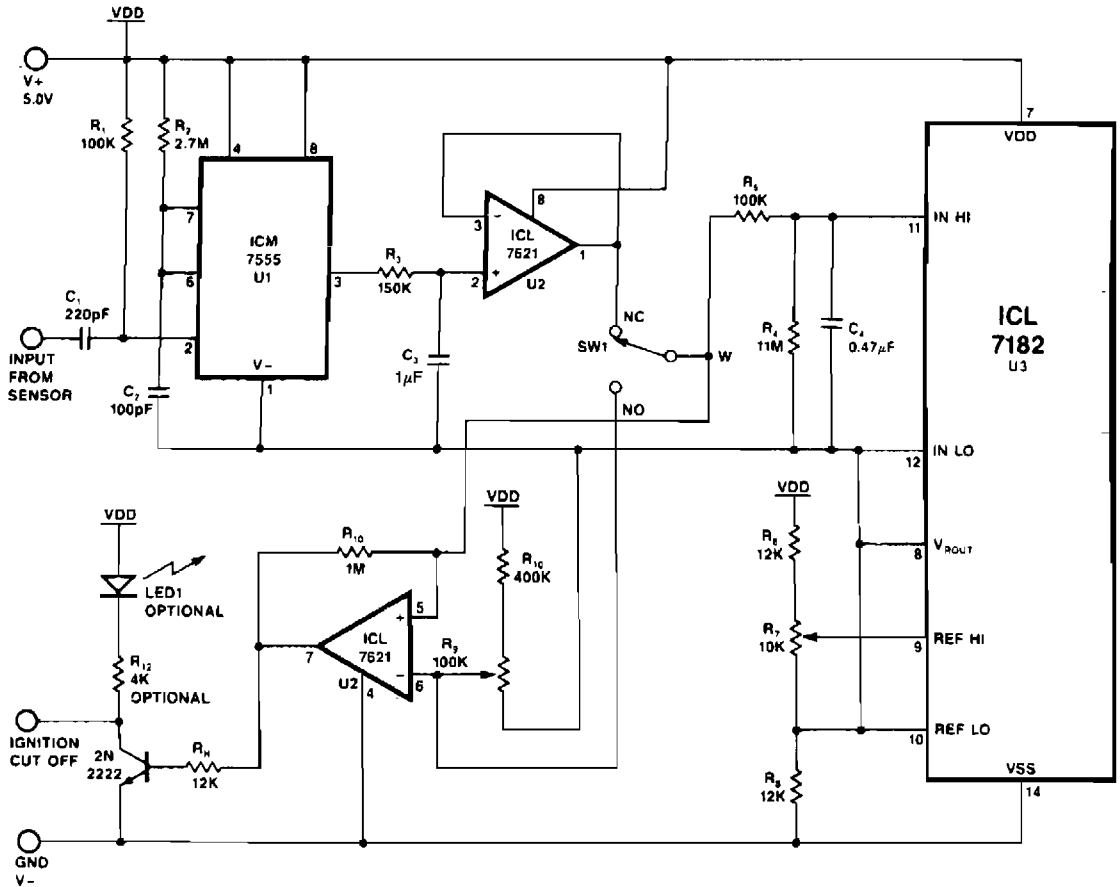 VDD
V+
5.0V
R1
100K
R2
2.7M
4
8
7
6
2
3
1
ICM
7555
U1
V–
C1
220pF
INPUT
FROM
SENSOR
C2
100pF
R3
150K
C3
1µF
3
2
8
1
–
+
ICL
7621
U2
NC
SW1
W
NO
R5
100K
R4
11M
C4
0.47µF
7
VDD
IN HI
11
ICL
7182
U3
IN LO
12
VROUT
8
REF HI
9
REF LO
10
VSS
14
VDD
R6
12K
R7
10K
R8
12K
VDD
R10
400K
R9
100K
R10
1M
5
6
7
4
+
–
ICL
7621
U2
VDD
LED1
OPTIONAL
R12
4K
OPTIONAL
IGNITION
CUT OFF
2N
2222
12K
GND
V–